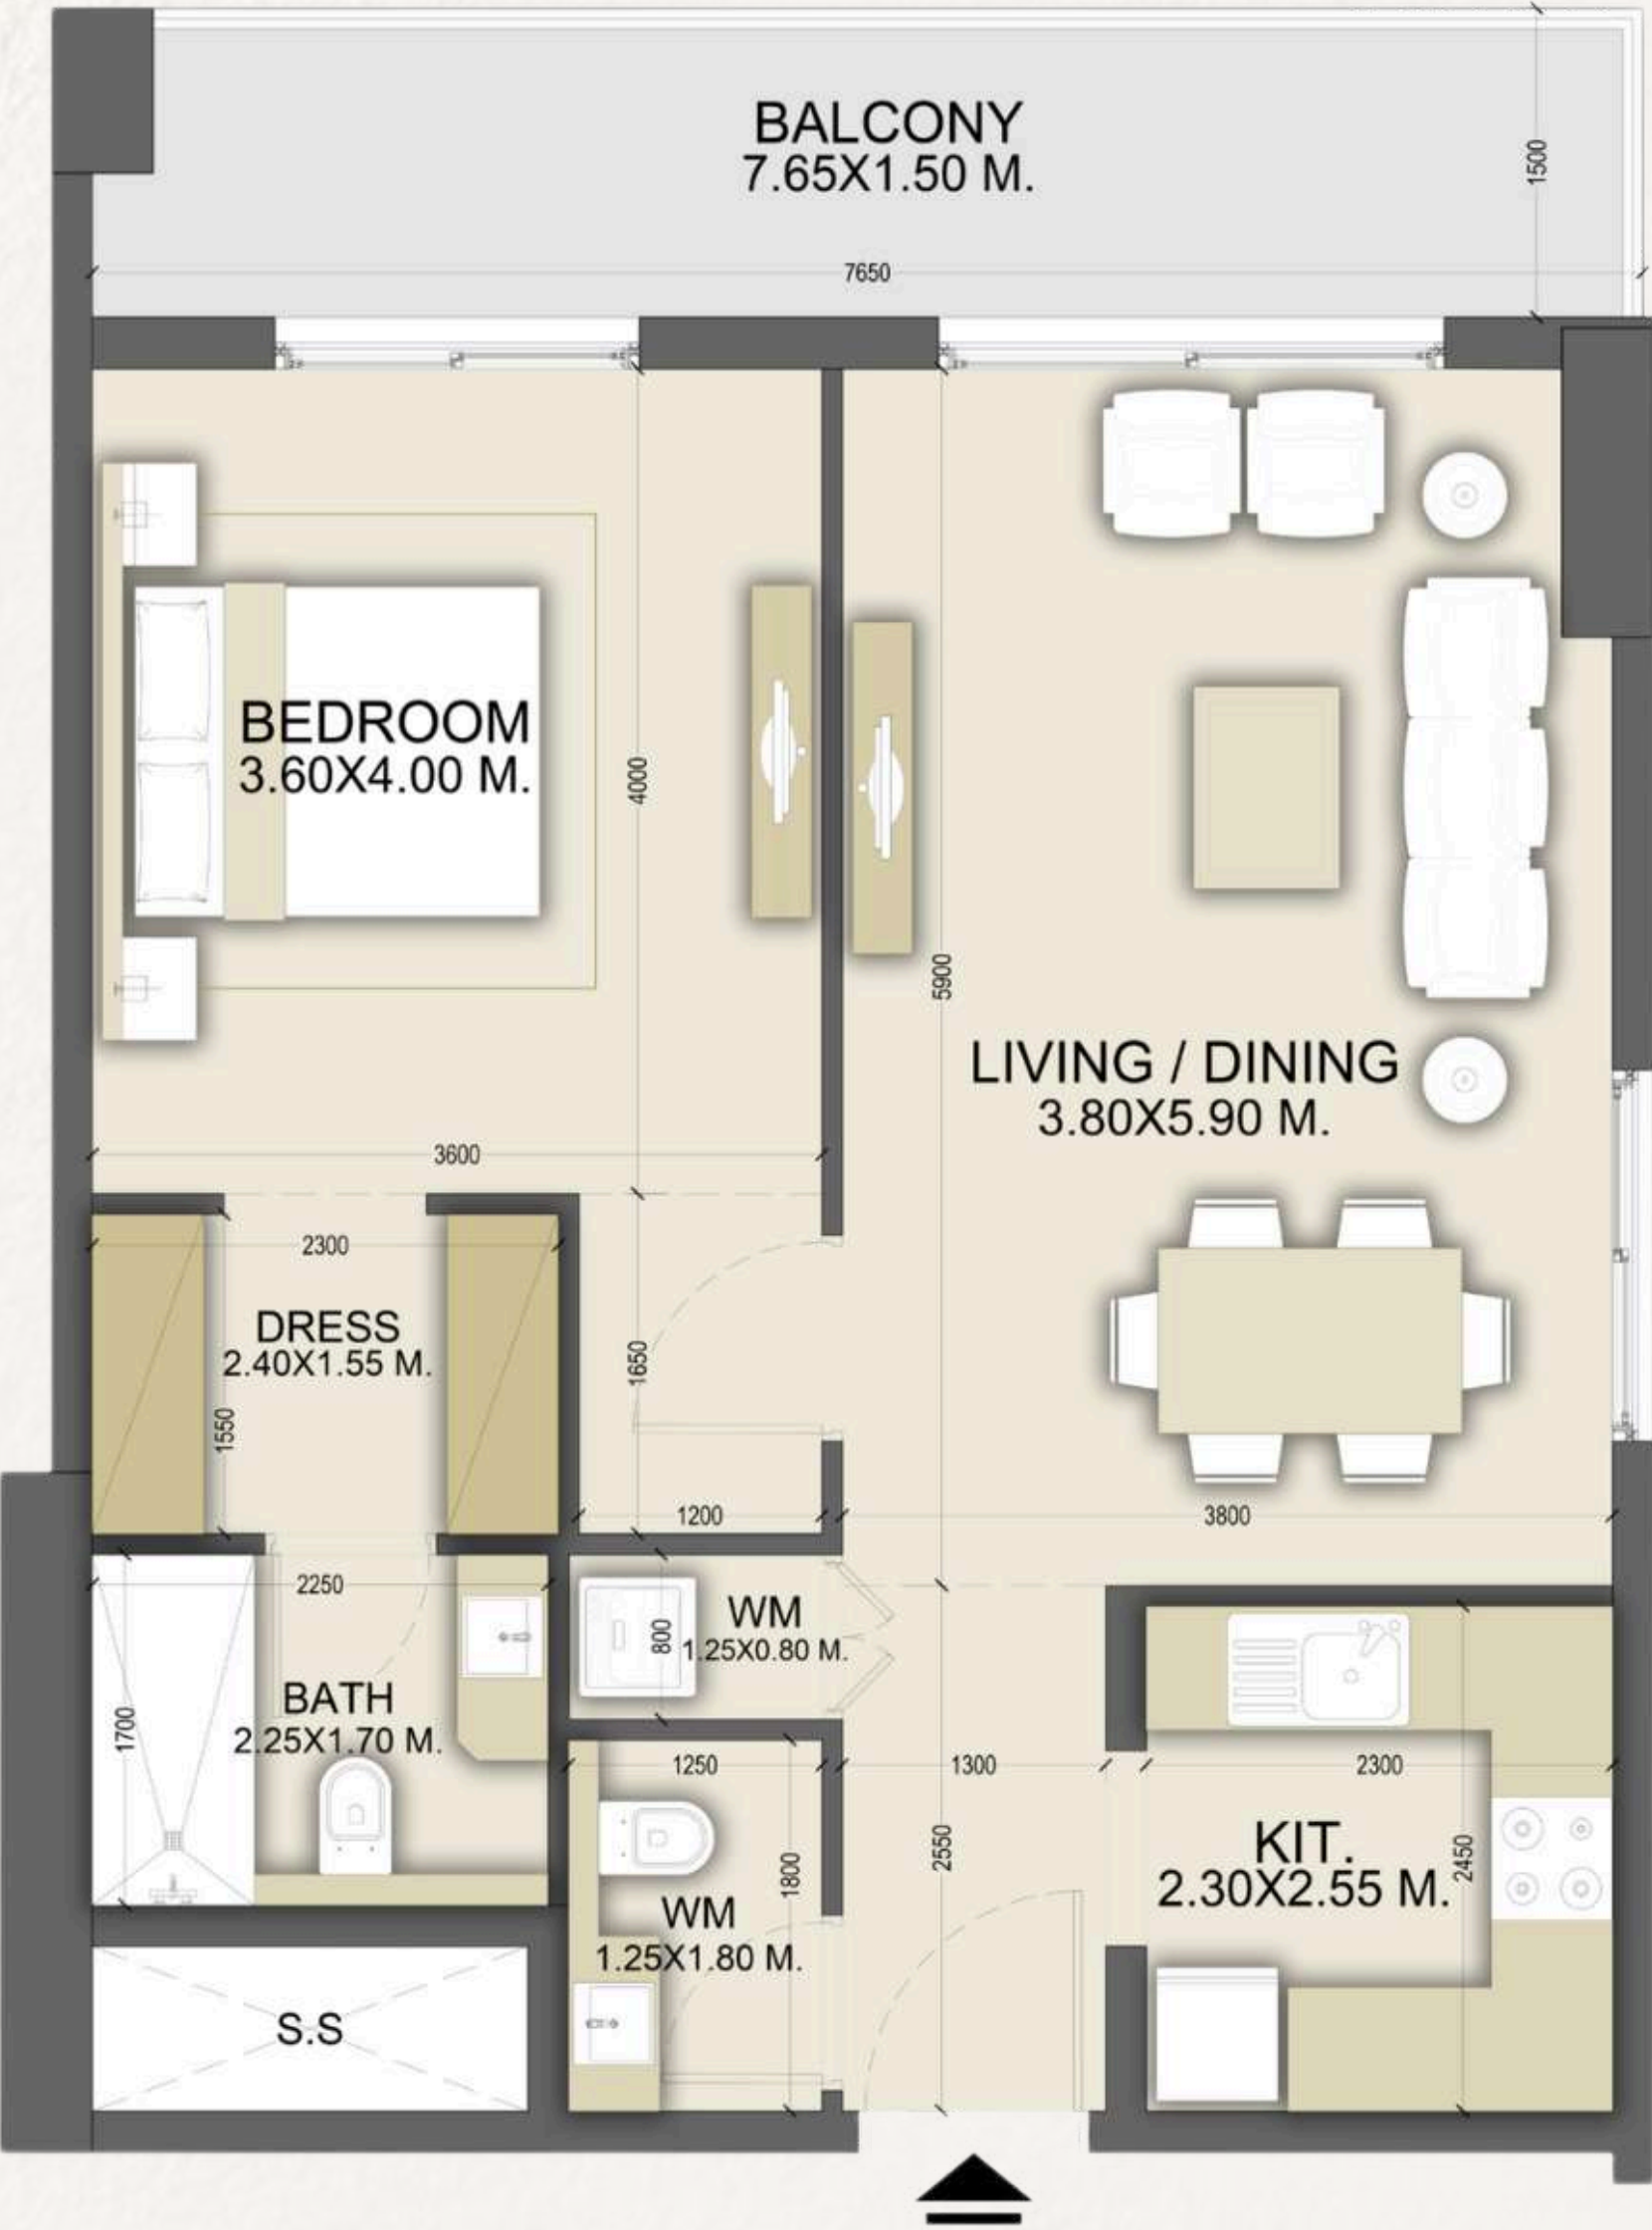 BALCONY
7.65X1.50 M.
1500
7650
BEDROOM
3.60X4.00 M.
4000
5900
LIVING / DINING
3.80X5.90 M.
3600
2300
DRESS
2.40X1.55 M.
1550
1650
1200
3800
2250
WM
1.25X0.80 M.
800
BATH
2.25X1.70 M.
1700
1250
1300
2300
KIT.
2.30X2.55 M.
2450
2550
1800
WM
1.25X1.80 M.
S.S